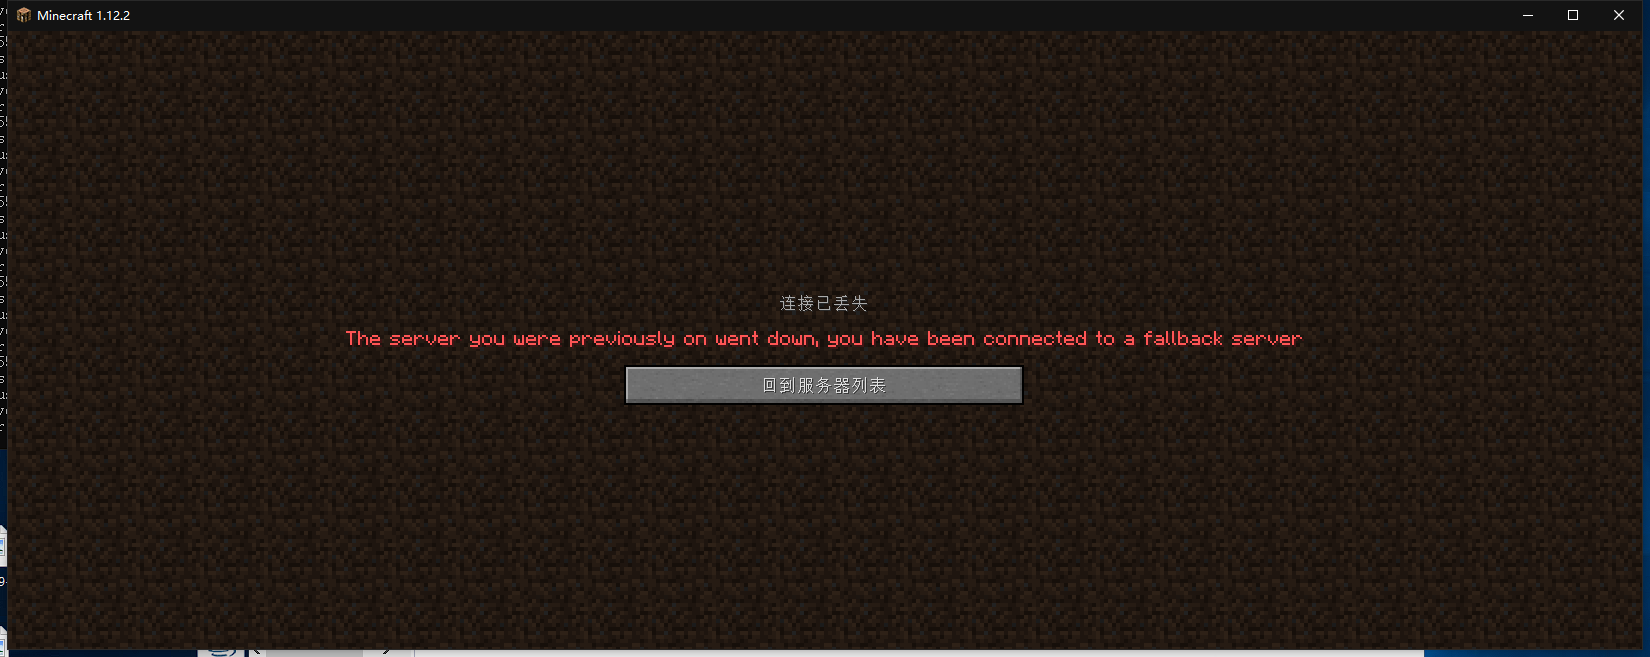 Minecraft 1.12.2
连接已丢失
The server you were previously on went down, you have been connected to a fallback server
回到服务器列表